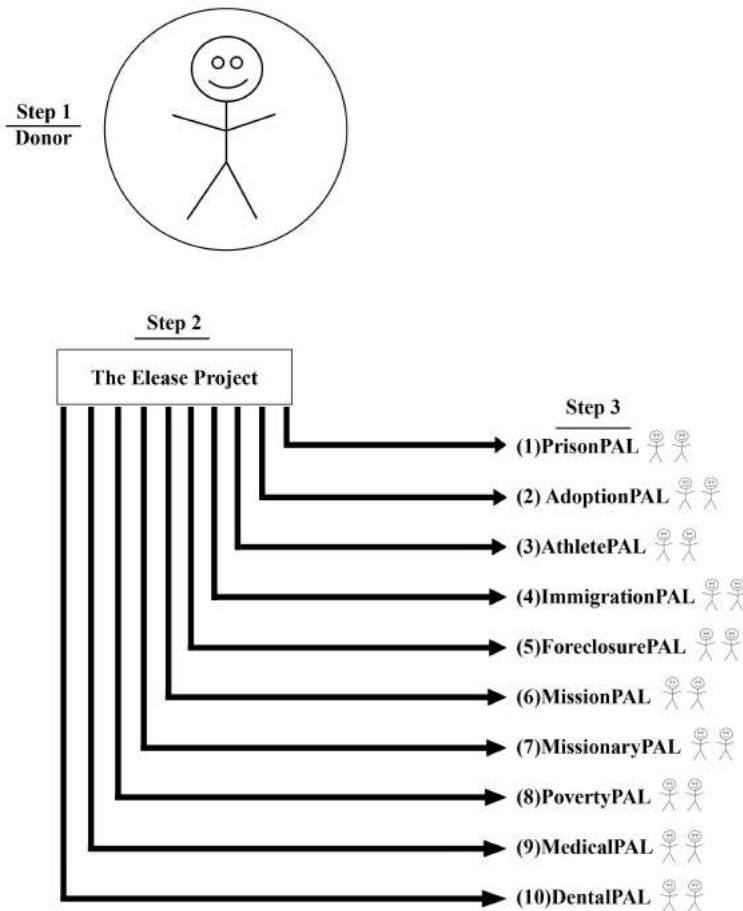 Step 1
Donor
Step 2
The Elease Project
Step 3
(1)PrisonPAL
(2) AdoptionPAL
(3)AthletePAL
(4)ImmigrationPAL
(5)ForeclosurePAL
(6)MissionPAL
(7)MissionaryPAL
(8)PovertyPAL
(9)MedicalPAL
(10)DentalPAL